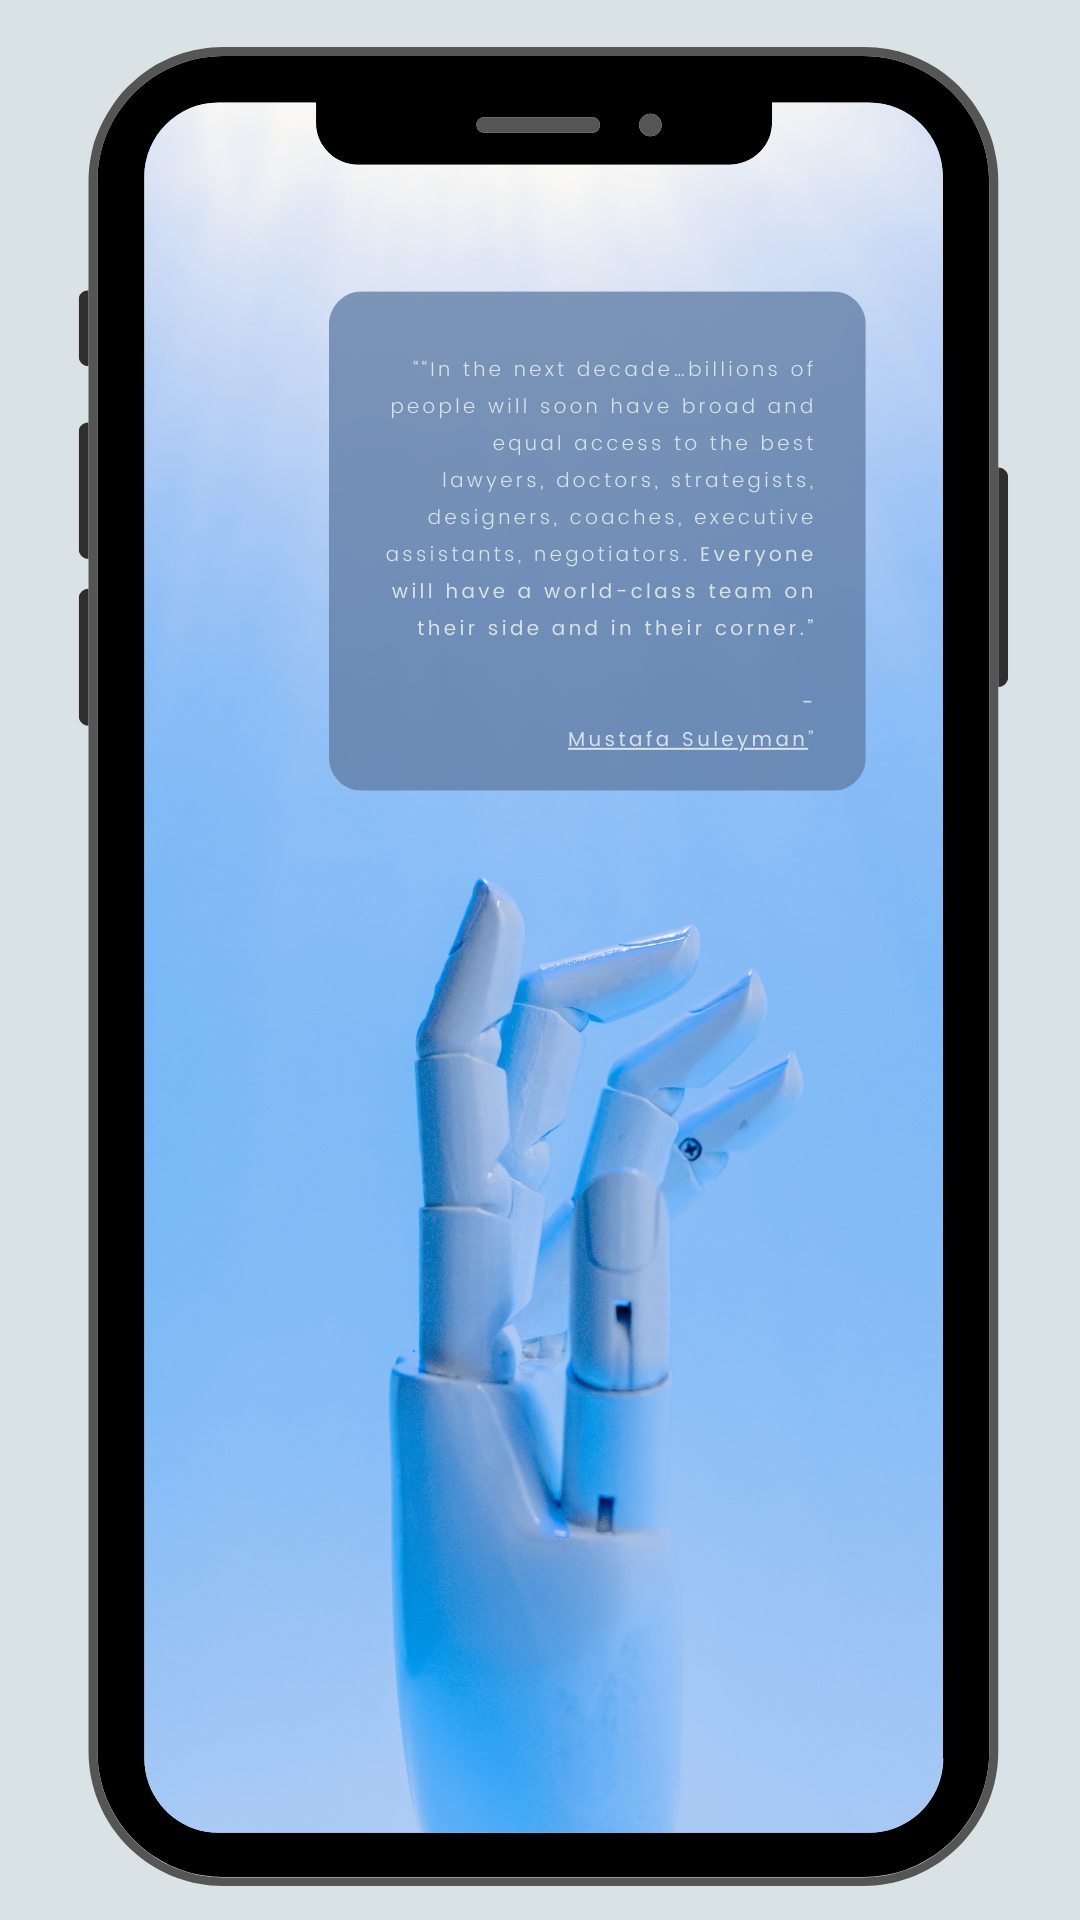 "“In the next decade…billions of
people will soon have broad and
equal access to the best
lawyers, doctors, strategists,
designers, coaches, executive
assistants, negotiators. Everyone
will have a world-class team on
their side and in their corner.”

-
Mustafa Suleyman"